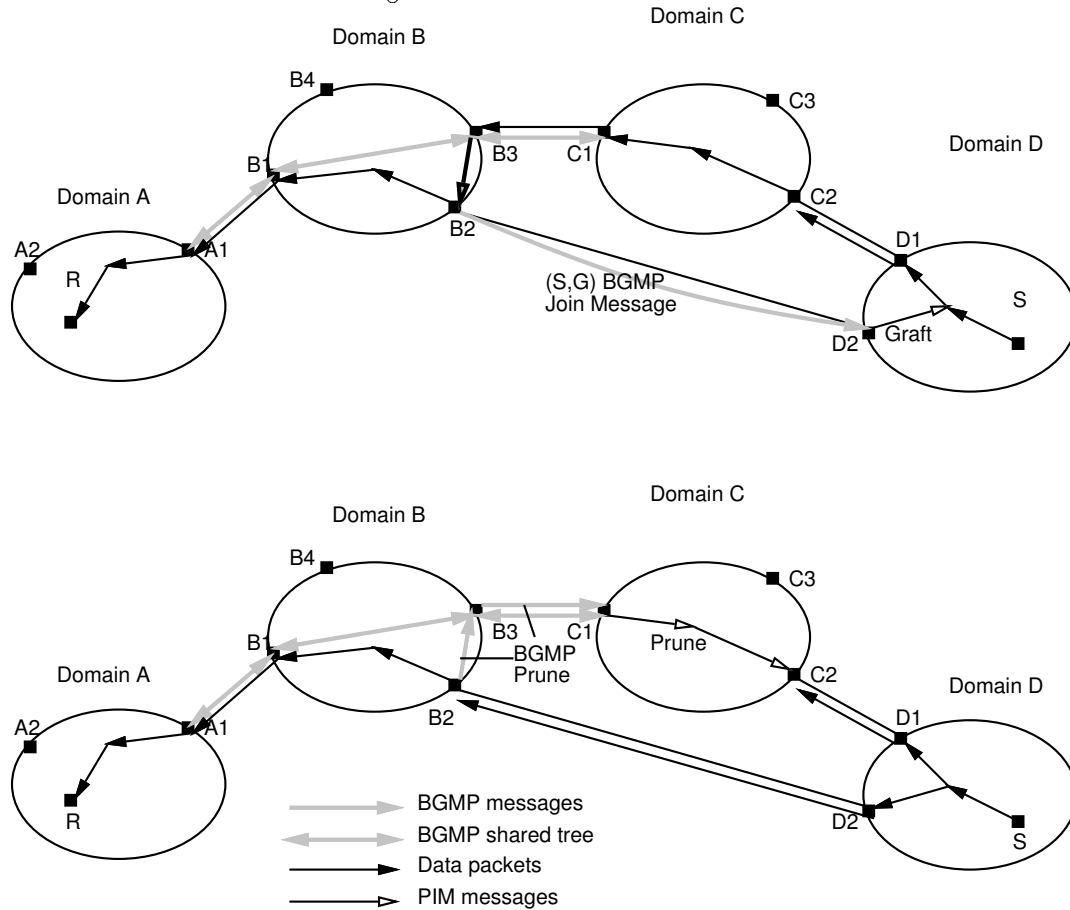 Domain C
Domain B
B4
C3
Domain D
B3
C1
B1
Domain A
C2
B2
A2
A1
D1
R
(S,G) BGMP
Join Message
S
D2
Graft
Domain C
Domain B
B4
C3
B3
C1
B1
BGMP
Prune
Prune
Domain A
C2
Domain D
A2
A1
B2
D1
R
D2
S
BGMP messages
BGMP shared tree
Data packets
PIM messages